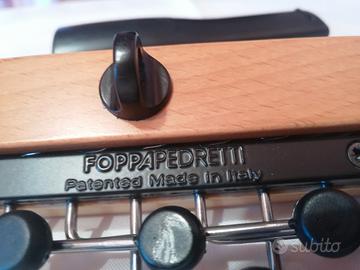 FOPPAPEDRETTI
Patented Made in Italy
subito